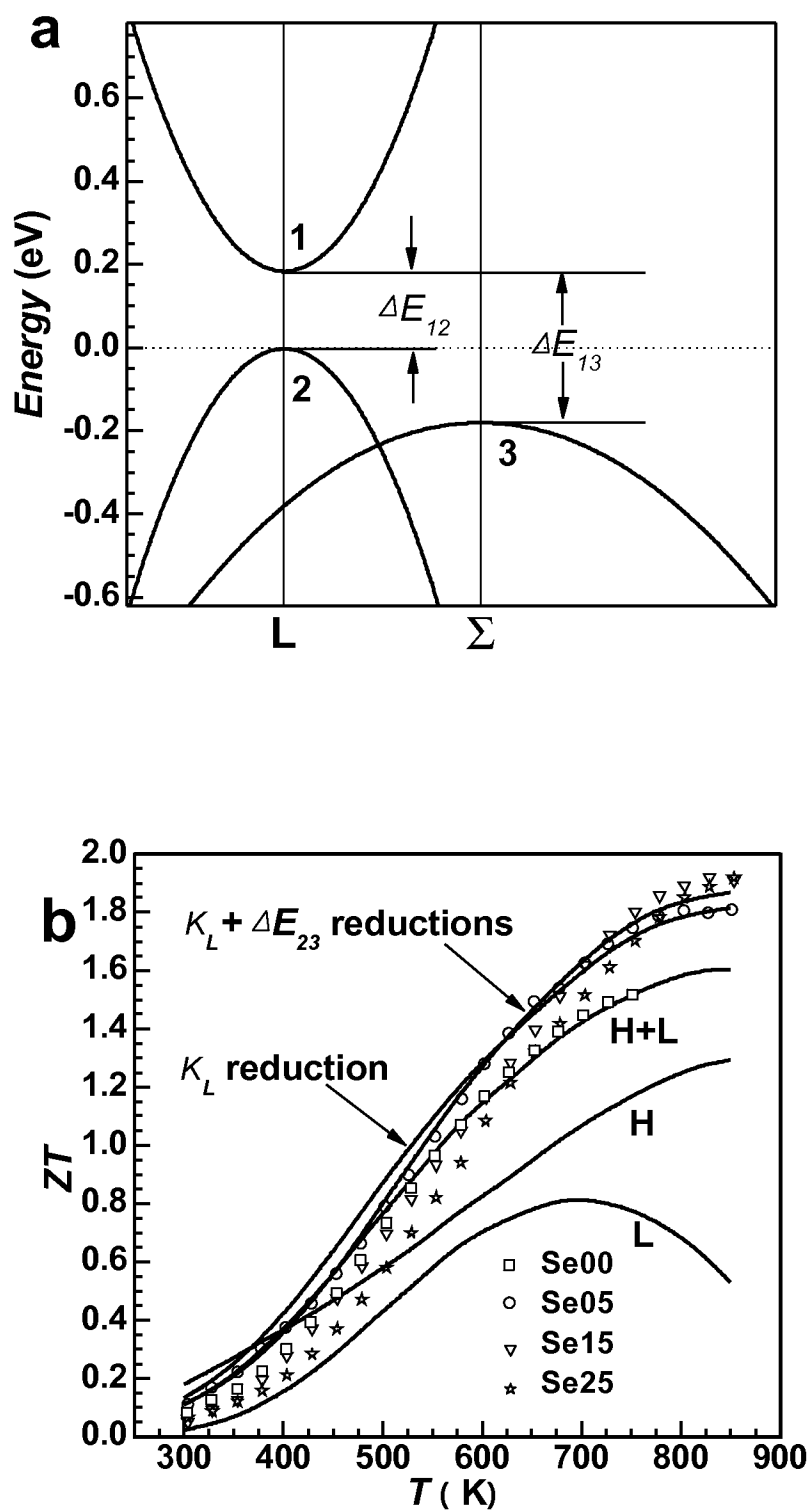 a
0.6
0.4
0.2
0.0
-0.2
-0.4
-0.6
Energy (eV)
1
2
3
ΔE12
ΔE13
L
Σ
b
2.0
1.8
1.6
1.4
1.2
1.0
0.8
0.6
0.4
0.2
0.0
ZT
KL + ΔE23 reductions
KL reduction
H+L
H
L
Se00
Se05
Se15
Se25
300 400 500 600 700 800 900
T ( K)